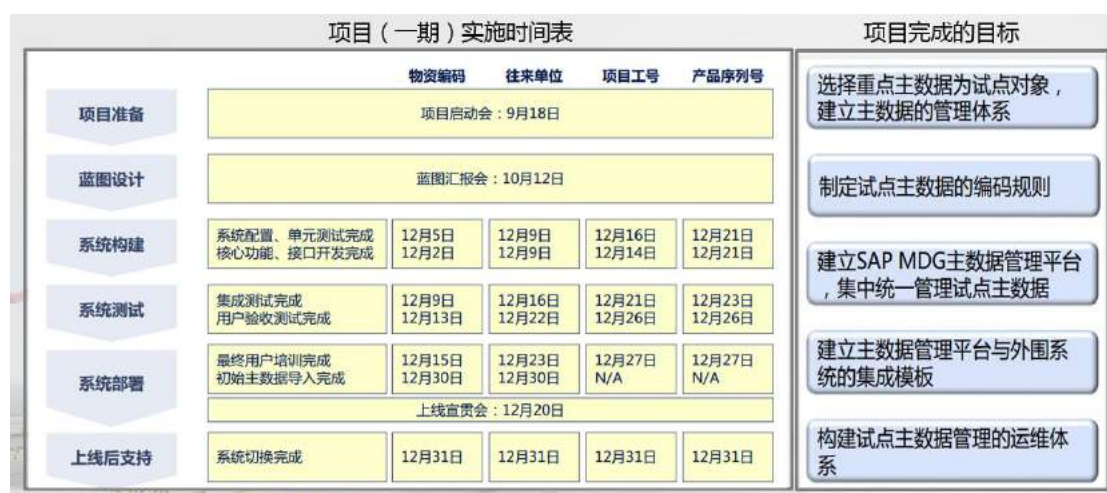 项目（一期）实施时间表
项目完成的目标
物资编码 往来单位 项目工号 产品序列号
项目准备
项目启动会：9月18日
蓝图设计
蓝图汇报会：10月12日
系统构建
系统配置、单元测试完成 12月5日 12月9日 12月16日 12月21日
核心功能、接口开发完成 12月2日 12月9日 12月14日 12月21日
系统测试
集成测试完成 12月9日 12月16日 12月21日 12月23日
用户验收测试完成 12月13日 12月22日 12月26日 12月26日
系统部署
最终用户培训完成 12月15日 12月23日 12月27日 12月27日
初始主数据导入完成 12月30日 12月30日 N/A N/A
上线宣贯会：12月20日
上线后支持
系统切换完成 12月31日 12月31日 12月31日 12月31日
选择重点主数据为试点对象，
建立主数据的管理体系
制定试点主数据的编码规则
建立SAP MDG主数据管理平台
，集中统一管理试点主数据
建立主数据管理平台与外围系
统的集成模板
构建试点主数据管理的运维体
系